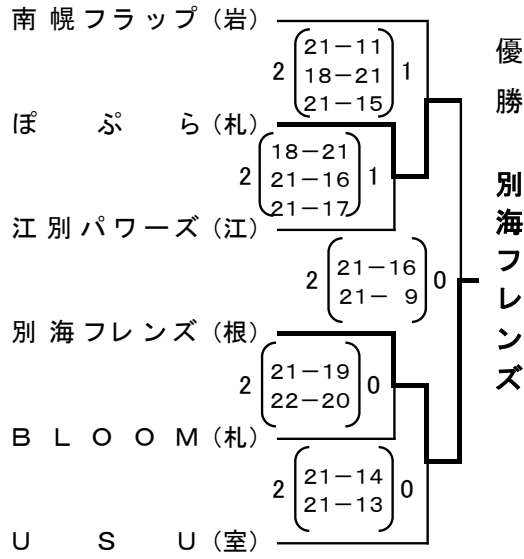 南幌フラップ（岩）
2 21－11 1
18－21
21－15
ぽぷら（札）
2 18－21 1
21－16
21－17
江別パワーズ（江）
2 21－16 0
21－ 9
別海フレンズ（根）
2 21－19 0
22－20
ＢＬＯＯＭ（札）
2 21－14 0
21－13
ＵＳＵ（室）
優勝
別海フレンズ